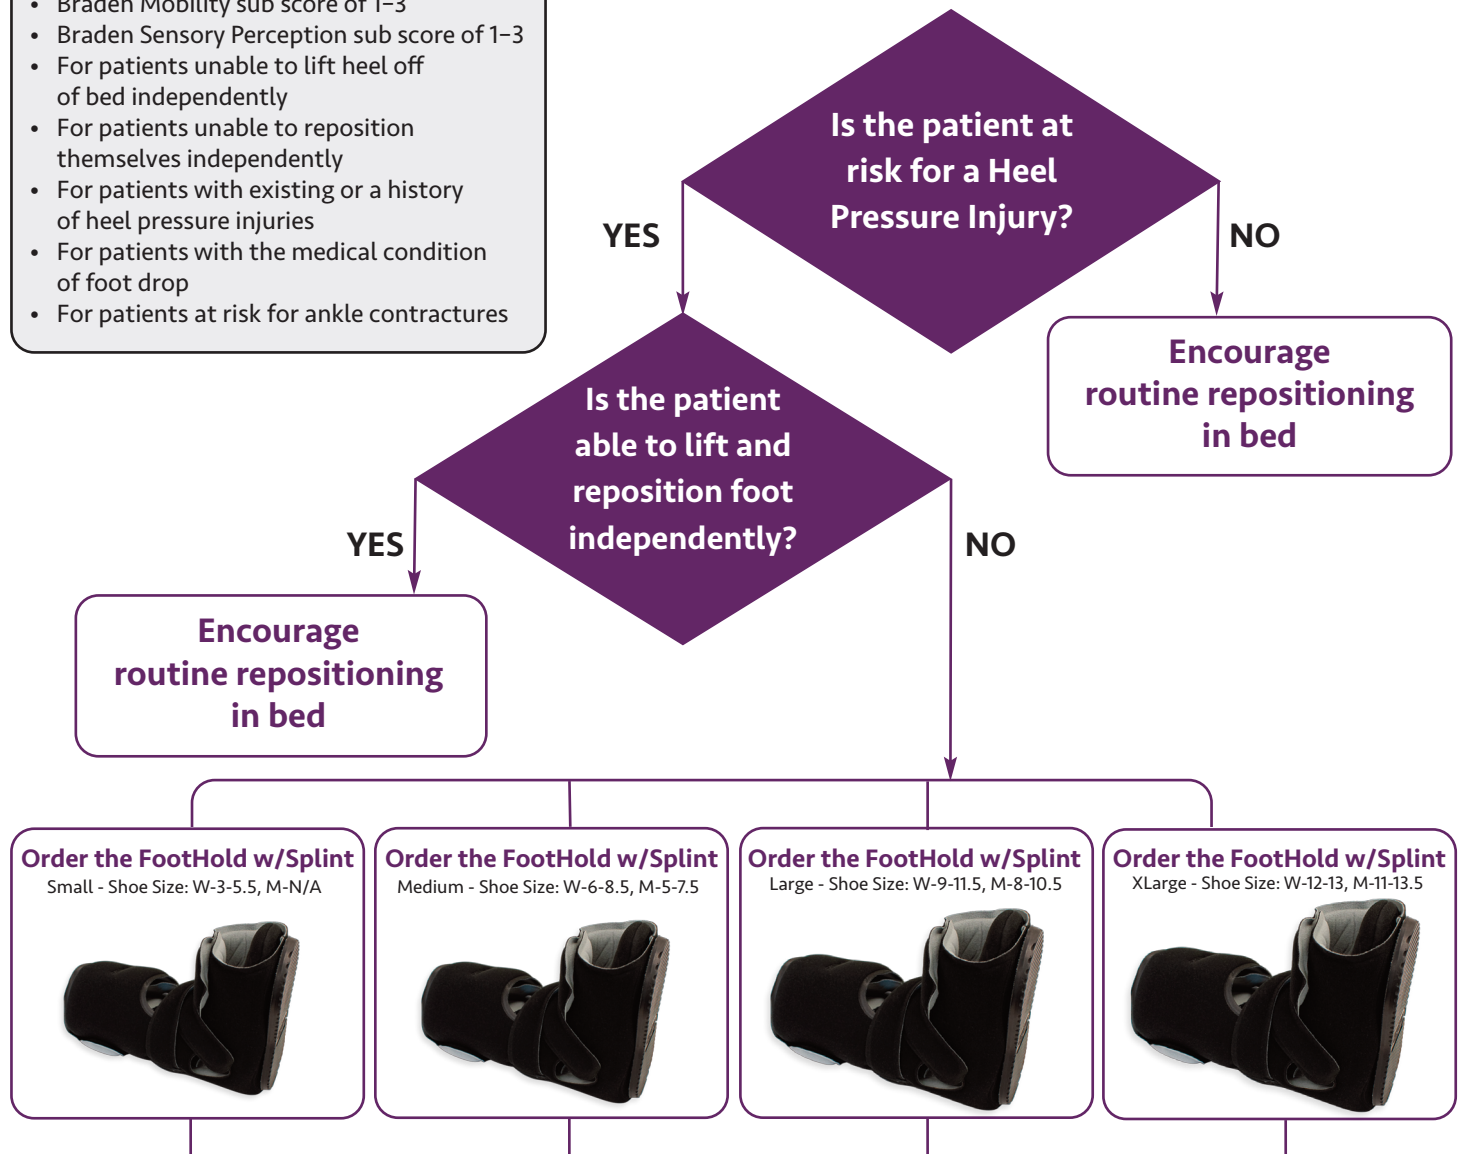 • Braden Mobility sub score of 1–3
• Braden Sensory Perception sub score of 1–3
• For patients unable to lift heel off
of bed independently
• For patients unable to reposition
themselves independently
• For patients with existing or a history
of heel pressure injuries
• For patients with the medical condition
of foot drop
• For patients at risk for ankle contractures
Is the patient at
risk for a Heel
Pressure Injury?
YES
NO
Encourage
routine repositioning
in bed
Is the patient
able to lift and
reposition foot
independently?
YES
NO
Encourage
routine repositioning
in bed
Order the FootHold w/Splint
Small - Shoe Size: W-3-5.5, M-N/A
Order the FootHold w/Splint
Medium - Shoe Size: W-6-8.5, M-5-7.5
Order the FootHold w/Splint
Large - Shoe Size: W-9-11.5, M-8-10.5
Order the FootHold w/Splint
XLarge - Shoe Size: W-12-13, M-11-13.5